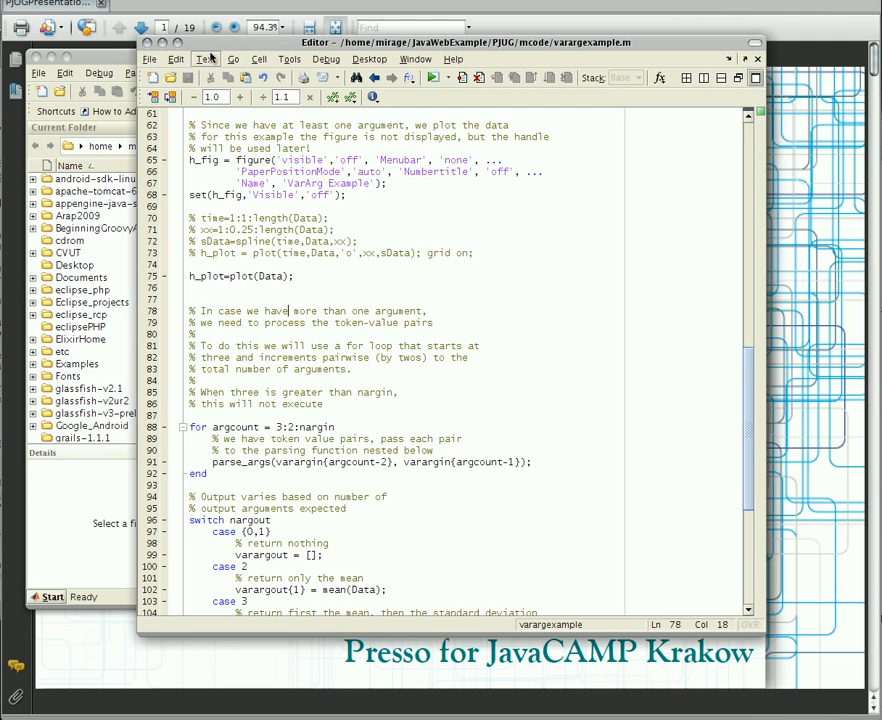 PJUGPresentation
1 / 19
94.3%
Find
Editor - /home/mirage/JavaWebExample/PJUG/mcode/varargexample.m
File Edit Text Go Cell Tools Debug Desktop Window Help
Stack: Base
fx
1.0
1.1
File Edit Debug
Shortcuts How to Ad
Current Folder
home
Name
android-sdk-linu
apache-tomcat-6
appengine-java-s
Arap2009
BeginningGroovyA
cdrom
CVUT
Desktop
Documents
Eclipse_php
Eclipse_projects
eclipse_rcp
eclipsePHP
ElixirHome
etc
Examples
Fonts
glassfish-v2.1
glassfish-v2ur2
glassfish-v3-prel
Google_Android
grails-1.1.1
Details
Select a fi
Start Ready
61
62 % Since we have at least one argument, we plot the data
63 % for this example the figure is not displayed, but the handle
64 % will be used later!
65 h_fig = figure('visible','off', 'Menubar', 'none', ...
66 'PaperPositionMode','auto', 'Numbertitle', 'off', ...
67 'Name', 'VarArg Example');
68 set(h_fig,'Visible','off');
69
70 % time=1:1:length(Data);
71 % xx=1:0.25:length(Data);
72 % sData=spline(time,Data,xx);
73 % h_plot = plot(time,Data,'o',xx,sData); grid on;
74
75 h_plot=plot(Data);
76
77
78 % In case we have more than one argument,
79 % we need to process the token-value pairs
80 %
81 % To do this we will use a for loop that starts at
82 % three and increments pairwise (by twos) to the
83 % total number of arguments.
84 %
85 % When three is greater than nargin,
86 % this will not execute
87
88 for argcount = 3:2:nargin
89 % we have token value pairs, pass each pair
90 % to the parsing function nested below
91 parse_args(varargin{argcount-2}, varargin{argcount-1});
92 end
93
94 % Output varies based on number of
95 % output arguments expected
96 switch nargout
97 case {0,1}
98 % return nothing
99 varargout = [];
100 case 2
101 % return only the mean
102 varargout{1} = mean(Data);
103 case 3
104 % return first the mean, then the standard deviation
varargexample Ln 78 Col 18 OVR
Presso for JavaCAMP Krakow